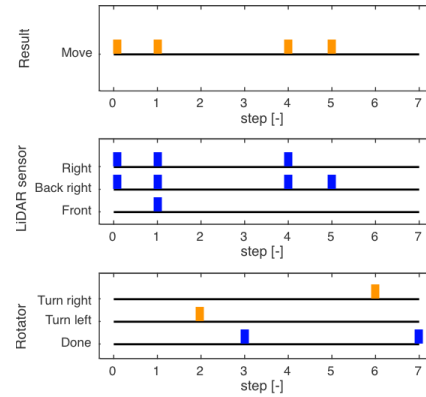 Result
Move
0 1 2 3 4 5 6 7
step [-]
LiDAR sensor
Right
Back right
Front
0 1 2 3 4 5 6 7
step [-]
Rotator
Turn right
Turn left
Done
0 1 2 3 4 5 6 7
step [-]